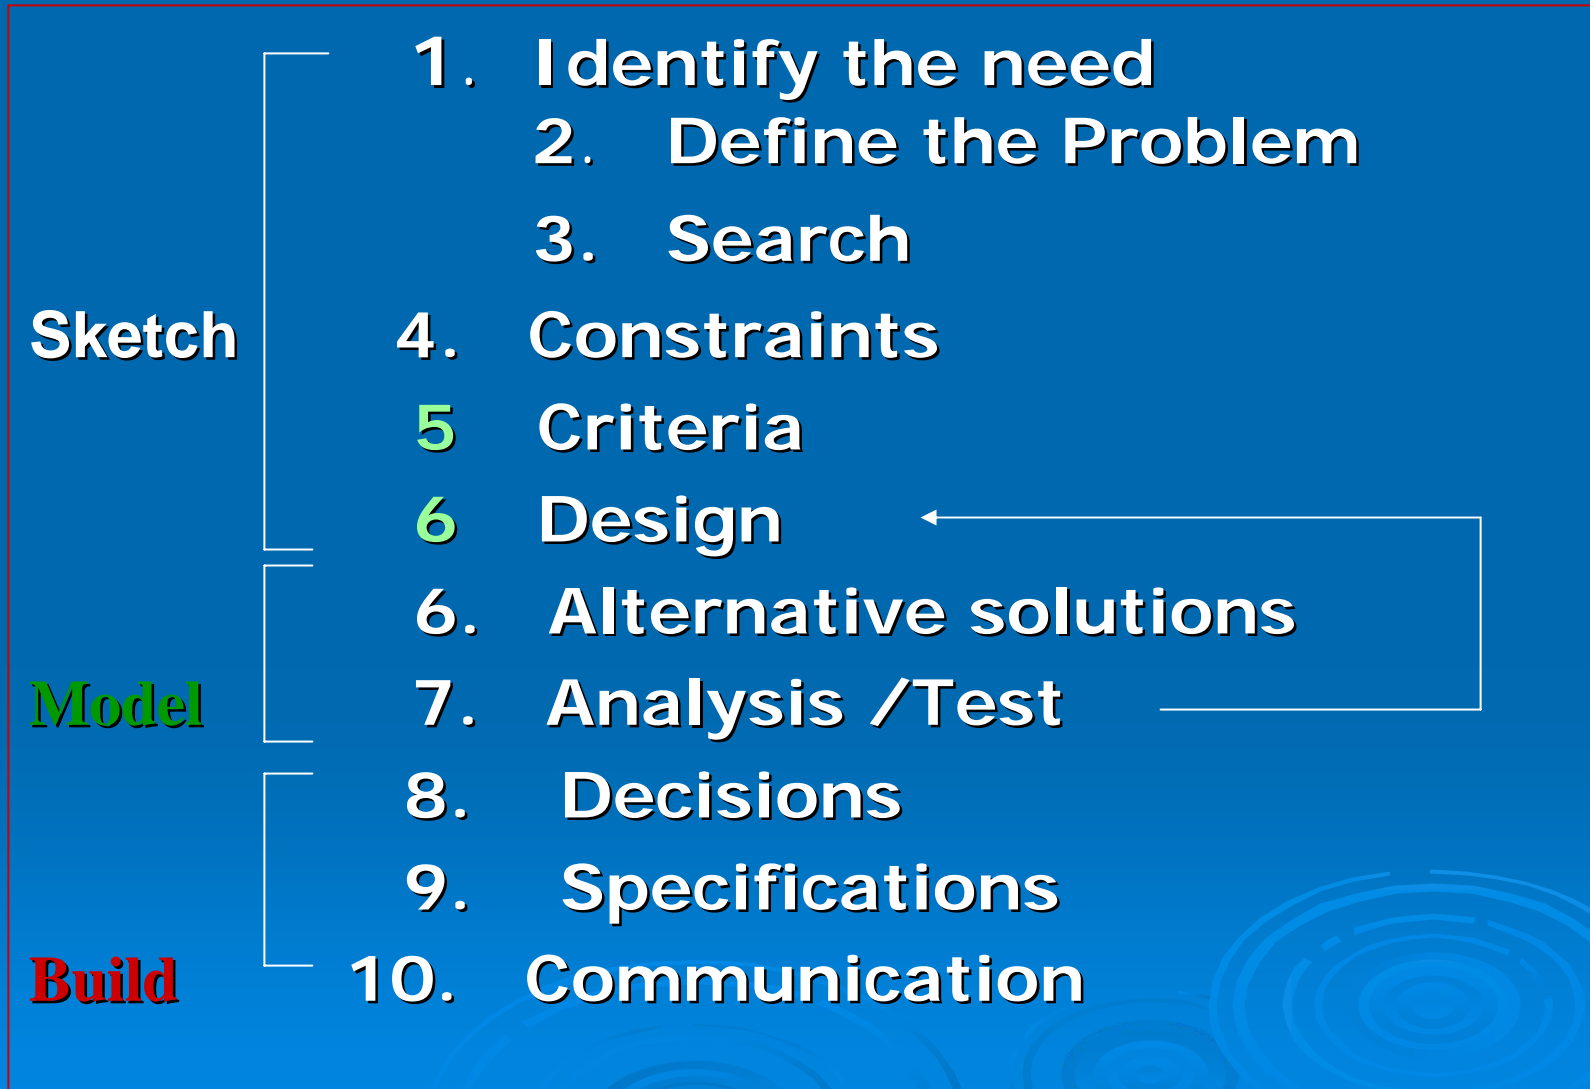 1. Identify the need
2. Define the Problem
3. Search
Sketch 4. Constraints
5 Criteria
6 Design
6. Alternative solutions
Model 7. Analysis /Test
8. Decisions
9. Specifications
Build 10. Communication